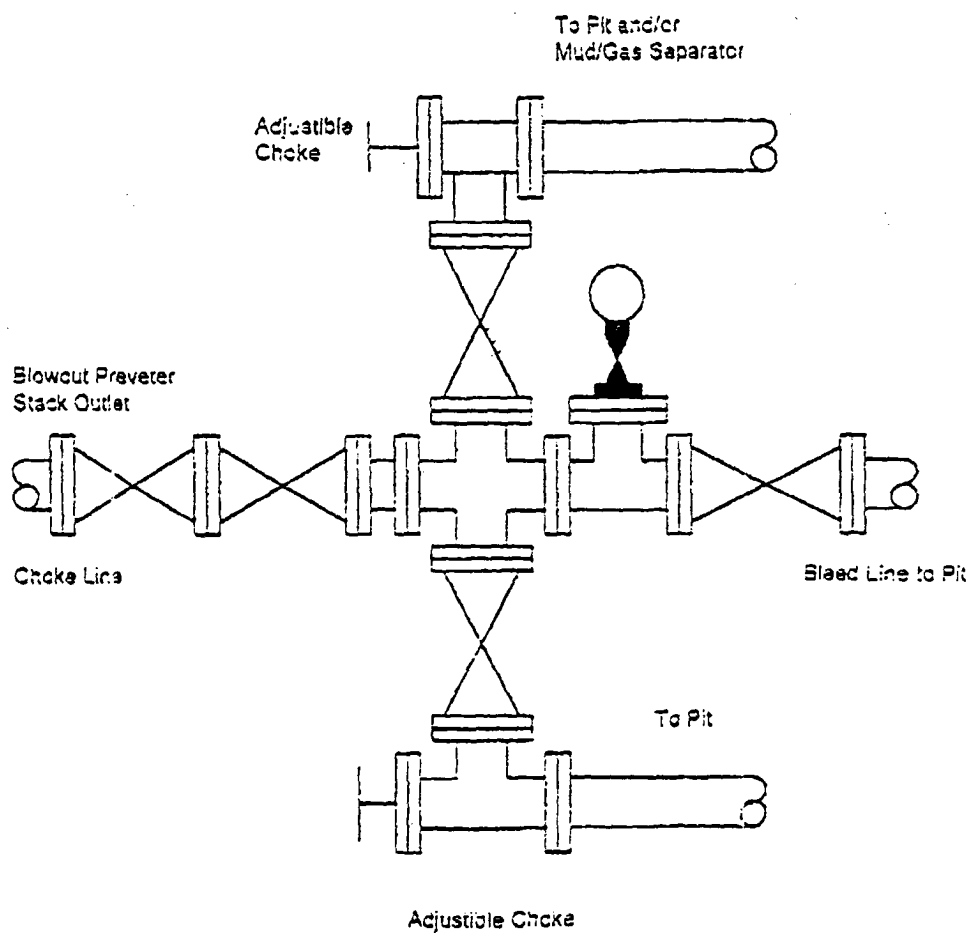 To Pit and/or
Mud/Gas Separator
Adjustible
Choke
Blowout Preveter
Stack Outlet
Choke Line
Bleed Line to Pit
To Pit
Adjustible Choke